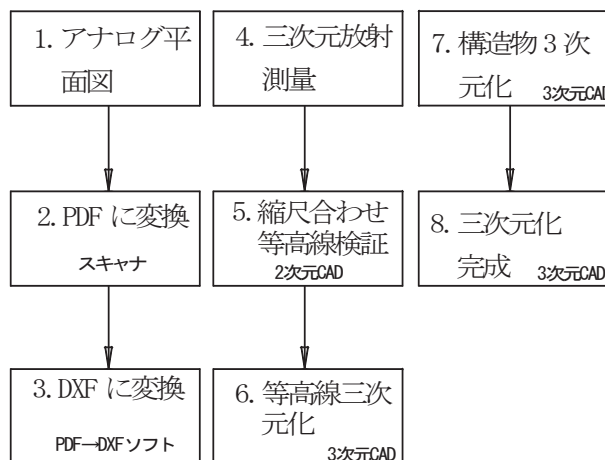 1. アナログ平
面図
2. PDF に変換
スキャナ
3. DXF に変換
PDF→DXFソフト
4. 三次元放射
測量
5. 縮尺合わせ
等高線検証
2次元CAD
6. 等高線三次
元化
3次元CAD
7. 構造物３次
元化 3次元CAD
8. 三次元化
完成 3次元CAD